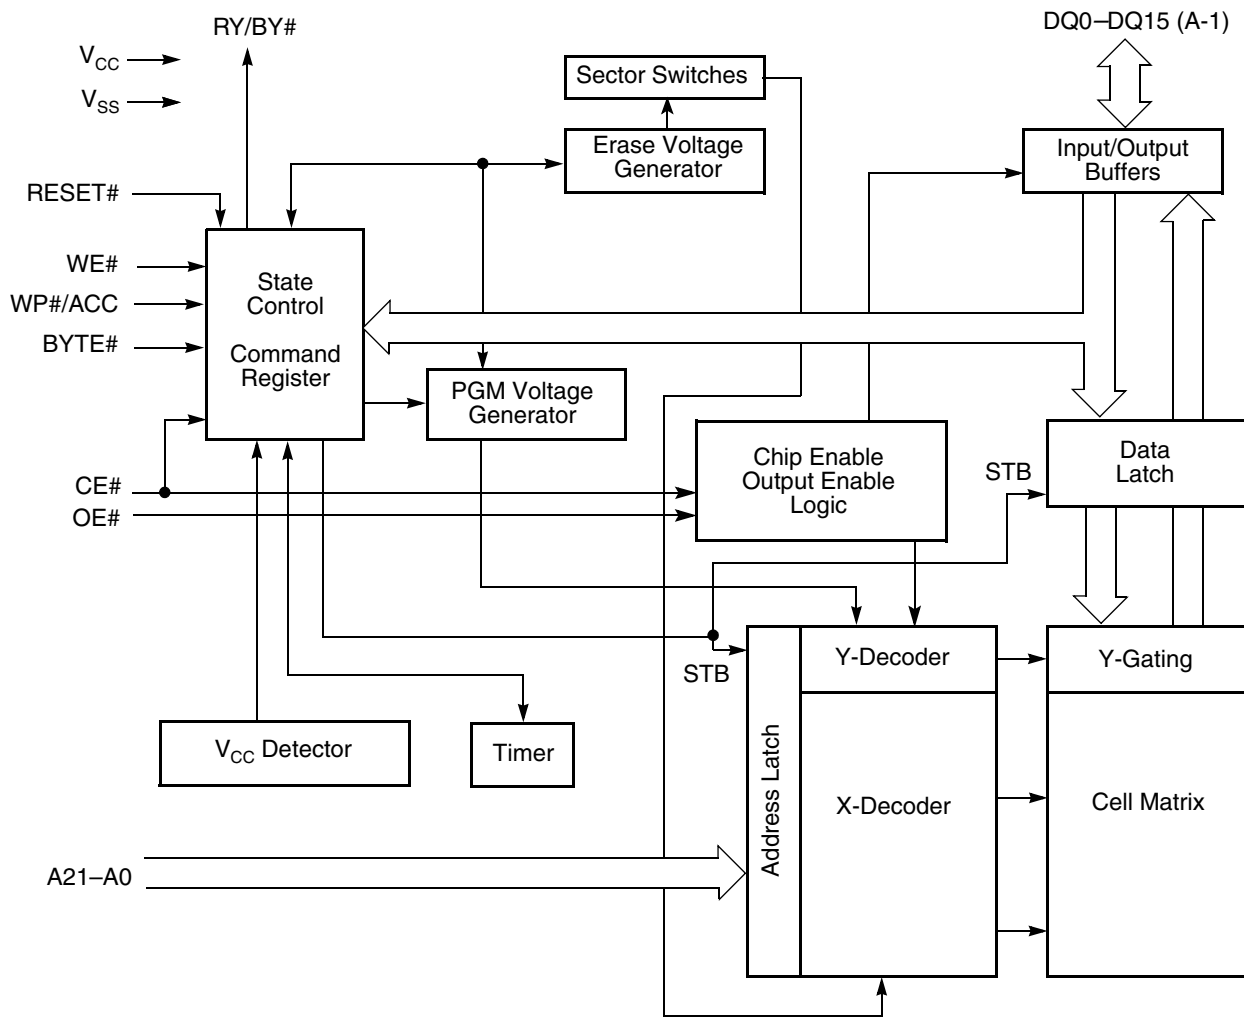 RY/BY#
DQ0–DQ15 (A-1)
VCC
VSS
Sector Switches
Erase Voltage
Generator
Input/Output
Buffers
RESET#
WE#
WP#/ACC
BYTE#
State
Control
Command
Register
PGM Voltage
Generator
CE#
OE#
Chip Enable
Output Enable
Logic
STB
Data
Latch
STB
Y-Decoder
Y-Gating
VCC Detector
Timer
Address Latch
X-Decoder
Cell Matrix
A21–A0